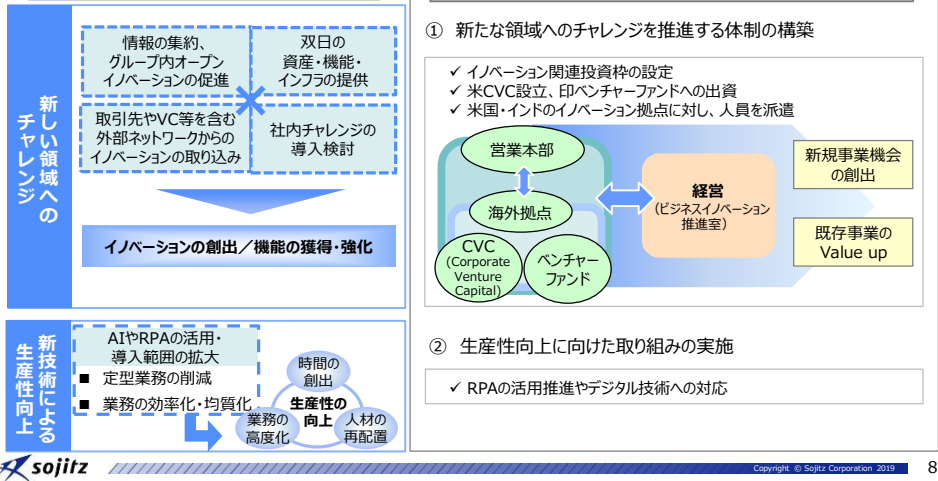 新しい領域への
チャレンジ
情報の集約、
グループ内オープン
イノベーションの促進
双日の
資産・機能・
インフラの提供
取引先やVC等を含む
外部ネットワークからの
イノベーションの取り込み
社内チャレンジの
導入検討
イノベーションの創出／機能の獲得・強化
新技術による
生産性向上
AIやRPAの活用・
導入範囲の拡大
■ 定型業務の削減
■ 業務の効率化・均質化
時間の
創出
生産性の
向上
業務の
高度化
人材の
再配置
① 新たな領域へのチャレンジを推進する体制の構築
✓ イノベーション関連投資枠の設定
✓ 米CVC設立、印ベンチャーファンドへの出資
✓ 米国・インドのイノベーション拠点に対し、人員を派遣
営業本部
海外拠点
CVC
(Corporate
Venture
Capital)
ベンチャー
ファンド
経営
（ビジネスイノベーション
推進室）
新規事業機会
の創出
既存事業の
Value up
② 生産性向上に向けた取り組みの実施
✓ RPAの活用推進やデジタル技術への対応
sojitz
Copyright © Sojitz Corporation 2019
8